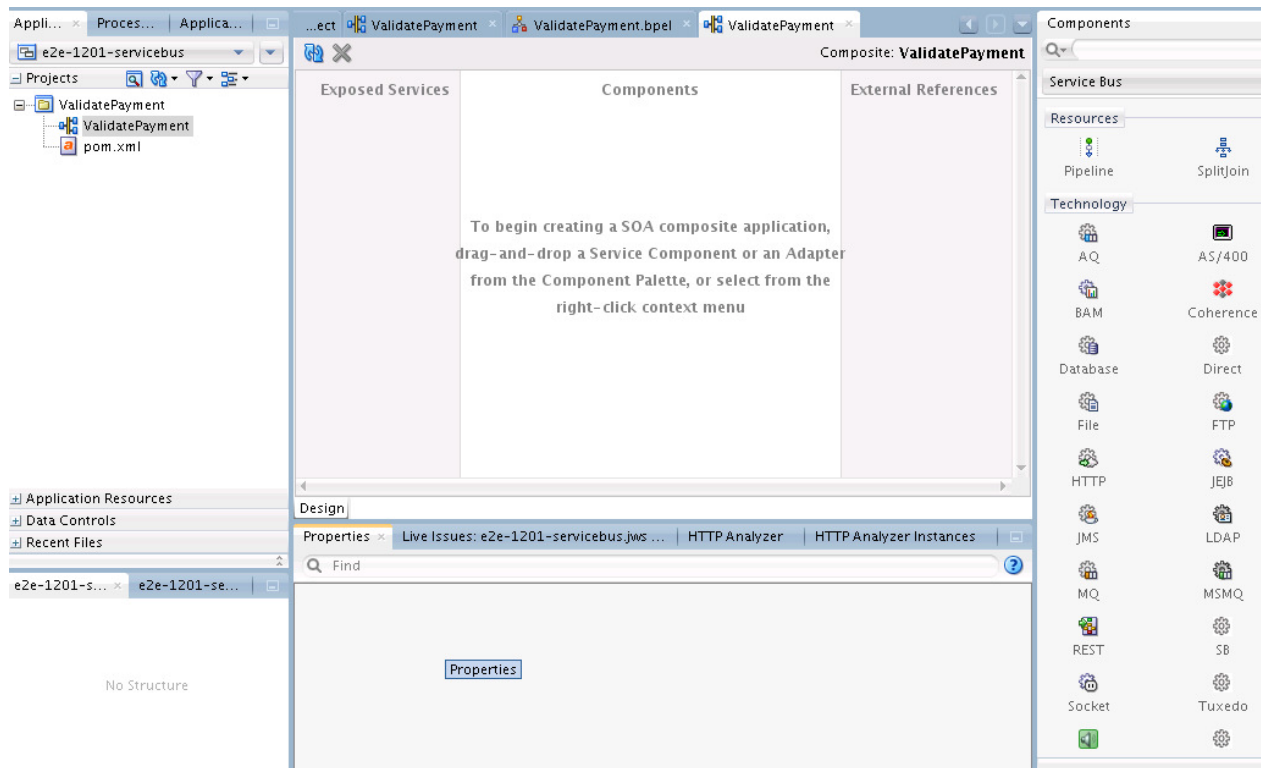 Appli... Proces... Applica...
e2e-1201-servicebus
Projects
ValidatePayment
ValidatePayment
pom.xml
Application Resources
Data Controls
Recent Files
e2e-1201-s... e2e-1201-se...
No Structure
...ect ValidatePayment ValidatePayment.bpel ValidatePayment
Composite: ValidatePayment
Exposed Services Components External References
To begin creating a SOA composite application,
drag-and-drop a Service Component or an Adapter
from the Component Palette, or select from the
right-click context menu
Design
Properties Live Issues: e2e-1201-servicebus.jws ... HTTP Analyzer HTTP Analyzer Instances
Find
Properties
Components
Service Bus
Resources
Pipeline SplitJoin
Technology
AQ AS/400
BAM Coherence
Database Direct
File FTP
HTTP JEJB
JMS LDAP
MQ MSMQ
REST SB
Socket Tuxedo